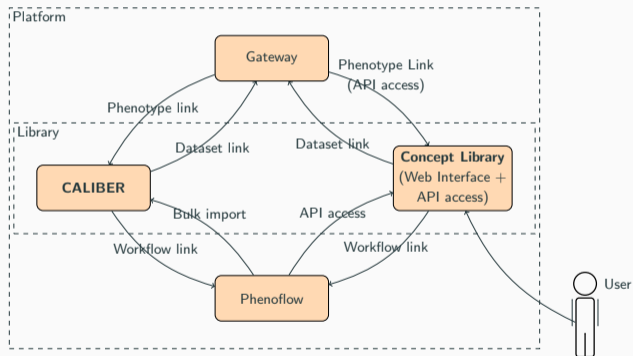 Platform
Gateway
Phenotype Link
(API access)
Phenotype link
Library
Dataset link
Dataset link
CALIBER
Concept Library
(Web Interface +
API access)
Bulk import
API access
Workflow link
Workflow link
Phenoflow
User